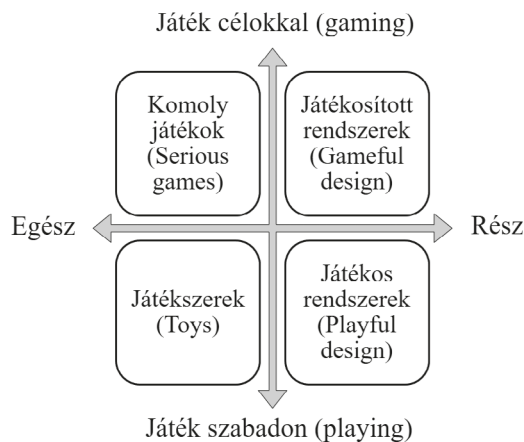 Játék célokkal (gaming)
Komoly
játékok
(Serious
games)
Játékosított
rendszerek
(Gameful
design)
Egész
Rész
Játékszerek
(Toys)
Játékos
rendszerek
(Playful
design)
Játék szabadon (playing)